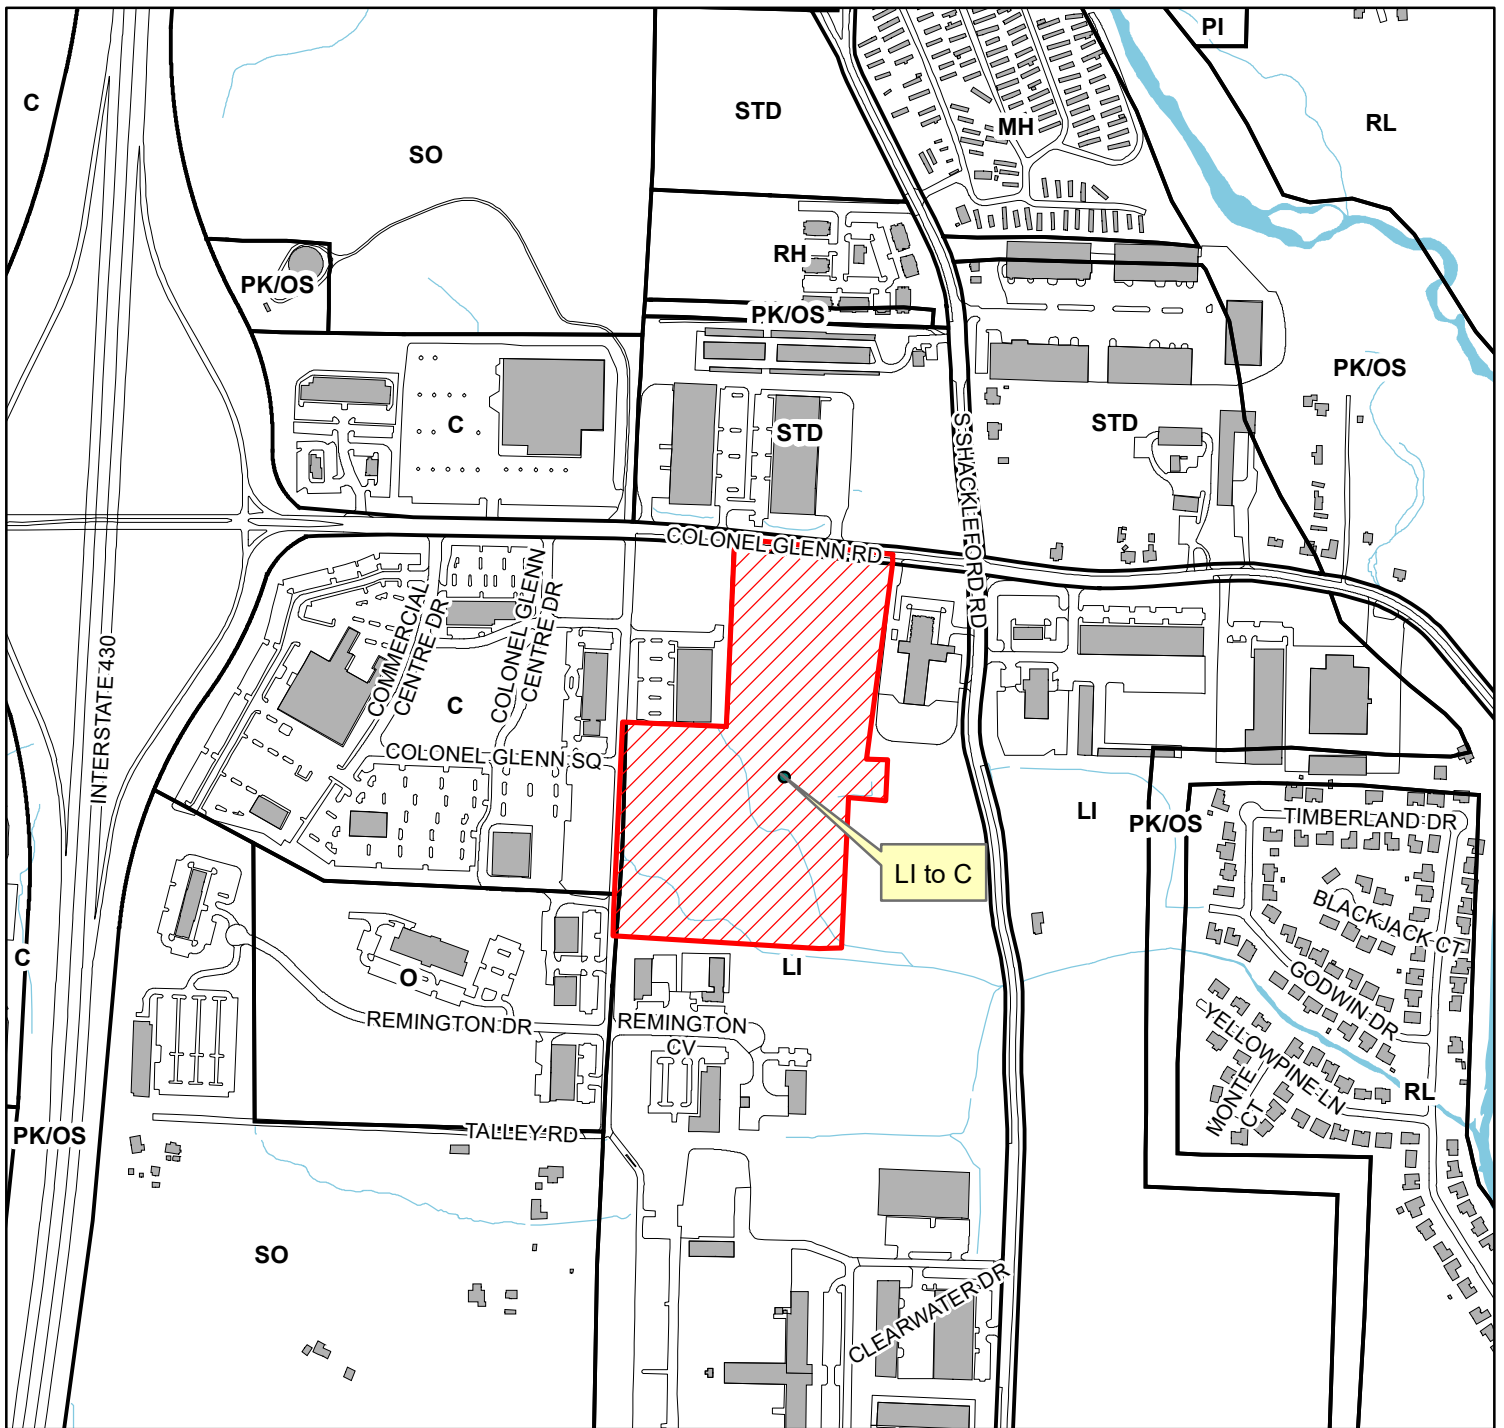 PI
C
STD
RL
MH
SO
RH
PK/OS
PK/OS
PK/OS
C
STD
STD
S SHACKLEFORD RD
COLONEL GLENN RD
INTERSTATE 430
COMMERCIAL
CENTRE DR
COLONEL GLENN
CENTRE DR
C
COLONEL GLENN SQ
LI to C
LI
PK/OS
TIMBERLAND DR
BLACKJACK CT
GODWIN DR
YELLOWPINE LN
MONTE
CT
RL
C
O
LI
REMINGTON DR
REMINGTON
CV
PK/OS
TALLEY RD
SO
CLEARWATER DR